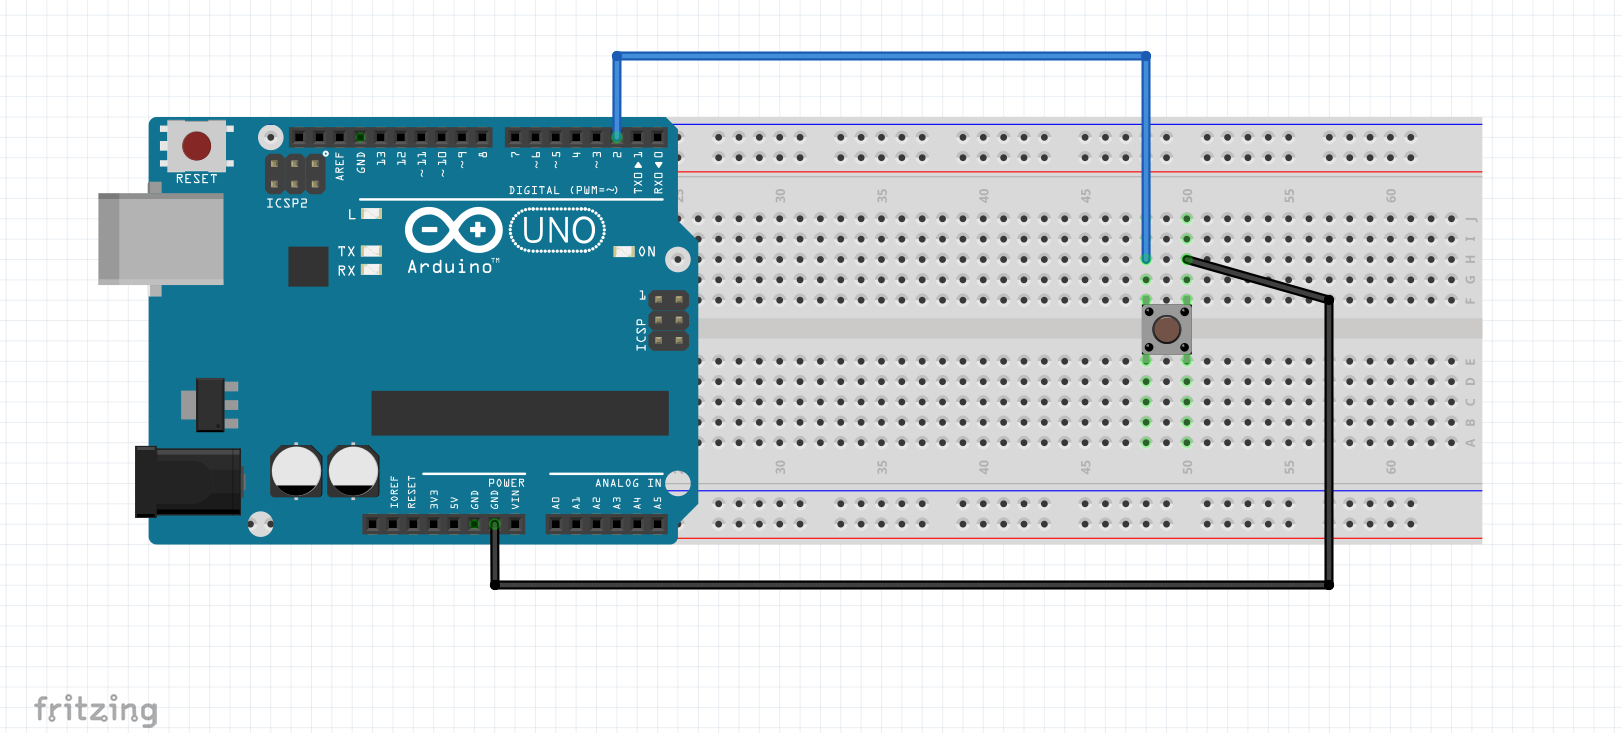 RESET
ICSP2
AREF
GND
13
12
~11
~10
~9
8
7
~6
~5
4
~3
2
TX0▶1
RX0◀0
DIGITAL (PWM=~)
L
TX
RX
Arduino™
UNO
ON
1
ICSP
30
35
40
45
50
55
60
J
I
H
G
F
E
D
C
B
A
30
35
40
45
50
55
60
POWER
ANALOG IN
IOREF
RESET
3V3
5V
GND
GND
VIN
A0
A1
A2
A3
A4
A5
fritzing